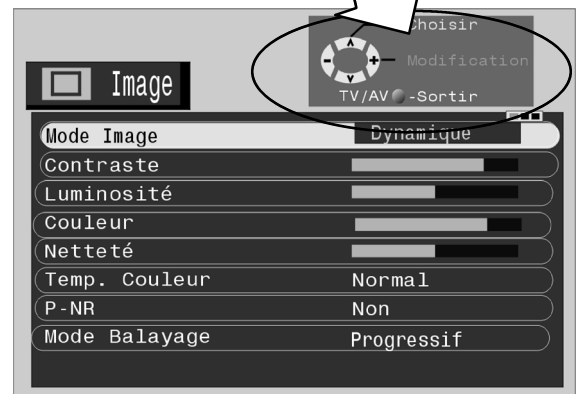 Choisir
Modification
TV/AV -Sortir
Image
Mode Image Dynamique
Contraste
Luminosité
Couleur
Netteté
Temp. Couleur Normal
P-NR Non
Mode Balayage Progressif